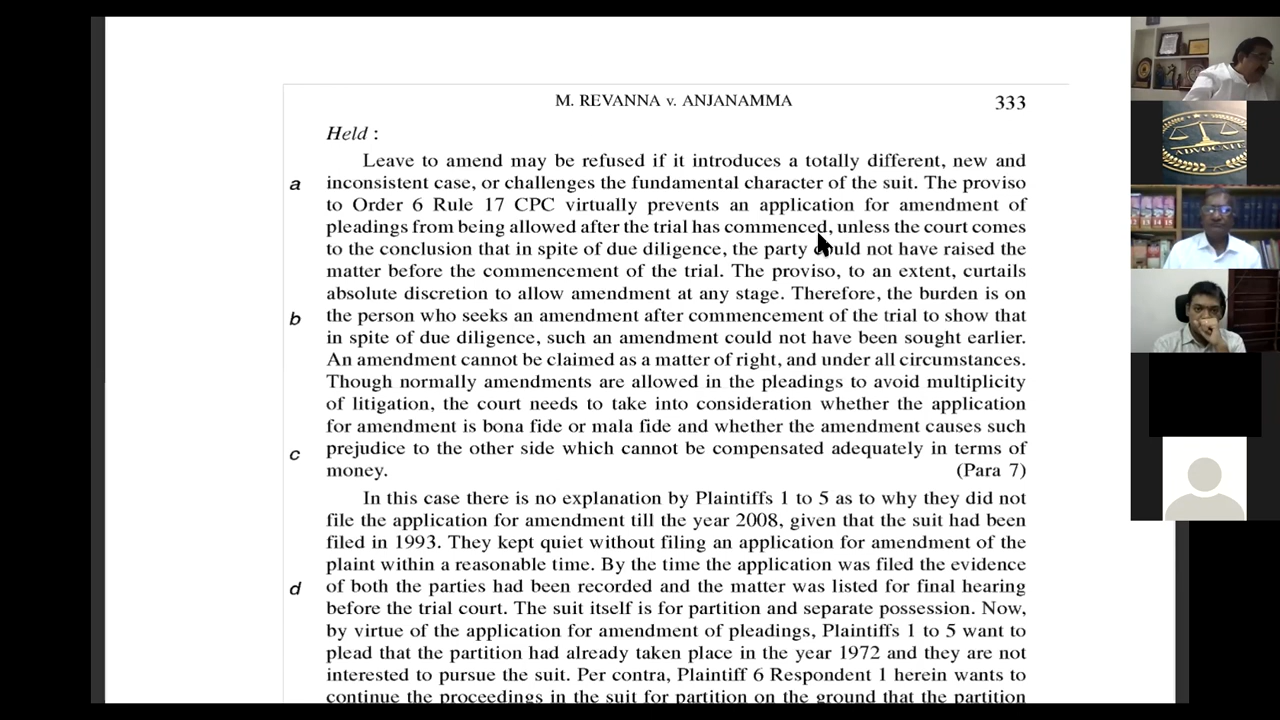 M. REVANNA v. ANJANAMMA 333
Held :
Leave to amend may be refused if it introduces a totally different, new and
a inconsistent case, or challenges the fundamental character of the suit. The proviso
to Order 6 Rule 17 CPC virtually prevents an application for amendment of
pleadings from being allowed after the trial has commenced, unless the court comes
to the conclusion that in spite of due diligence, the party could not have raised the
matter before the commencement of the trial. The proviso, to an extent, curtails
absolute discretion to allow amendment at any stage. Therefore, the burden is on
b the person who seeks an amendment after commencement of the trial to show that
in spite of due diligence, such an amendment could not have been sought earlier.
An amendment cannot be claimed as a matter of right, and under all circumstances.
Though normally amendments are allowed in the pleadings to avoid multiplicity
of litigation, the court needs to take into consideration whether the application
for amendment is bona fide or mala fide and whether the amendment causes such
c prejudice to the other side which cannot be compensated adequately in terms of
money. (Para 7)
In this case there is no explanation by Plaintiffs 1 to 5 as to why they did not
file the application for amendment till the year 2008, given that the suit had been
filed in 1993. They kept quiet without filing an application for amendment of the
plaint within a reasonable time. By the time the application was filed the evidence
d of both the parties had been recorded and the matter was listed for final hearing
before the trial court. The suit itself is for partition and separate possession. Now,
by virtue of the application for amendment of pleadings, Plaintiffs 1 to 5 want to
plead that the partition had already taken place in the year 1972 and they are not
interested to pursue the suit. Per contra, Plaintiff 6 Respondent 1 herein wants to
continue the proceedings in the suit for partition on the ground that the partition
ADVOCATE